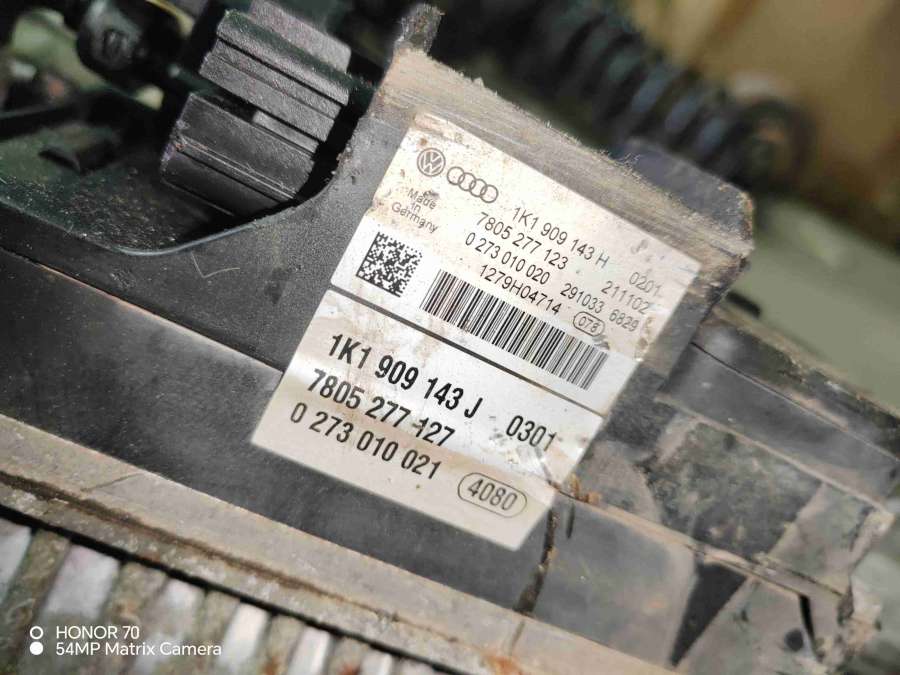 Made
in
Germany
1K1 909 143 H 0201
7805 277 123 211102
0 273 010 020 291033 6829
1279H04714 078
1K1 909 143 J 0301
7805 277 127
0 273 010 021 4080
HONOR 70
54MP Matrix Camera